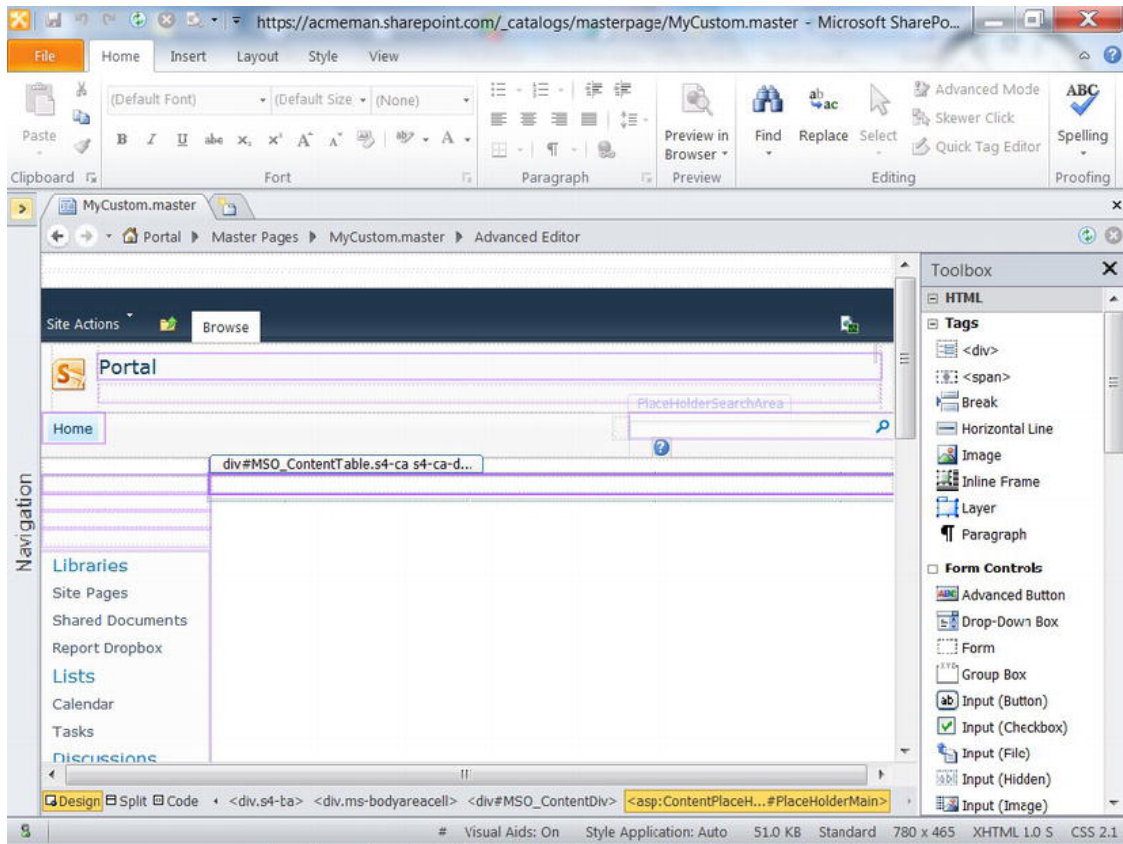 https://acmeman.sharepoint.com/_catalogs/masterpage/MyCustom.master - Microsoft SharePo...
File Home Insert Layout Style View
Paste
(Default Font) (Default Size (None)
B I U abe x, x² A A ab A
Preview in Browser
Find Replace Select
ab ac
Advanced Mode
Skewer Click
Quick Tag Editor
ABC
Spelling
Clipboard Font Paragraph Preview Editing Proofing
MyCustom.master
Portal Master Pages MyCustom.master Advanced Editor
Navigation
Site Actions Browse
Portal
PlaceHolderSearchArea
Home
div#MSO_ContentTable.s4-ca s4-ca-d...
Libraries
Site Pages
Shared Documents
Report Dropbox
Lists
Calendar
Tasks
Discussions
Toolbox
HTML
Tags
<div>
<span>
Break
Horizontal Line
Image
Inline Frame
Layer
Paragraph
Form Controls
Advanced Button
Drop-Down Box
Form
Group Box
Input (Button)
Input (Checkbox)
Input (File)
Input (Hidden)
Input (Image)
Design Split Code <div.s4-ba> <div.ms-bodyareacell> <div#MSO_ContentDiv> <asp:ContentPlaceH...#PlaceHolderMain>
# Visual Aids: On Style Application: Auto 51.0 KB Standard 780 x 465 XHTML 1.0 S CSS 2.1